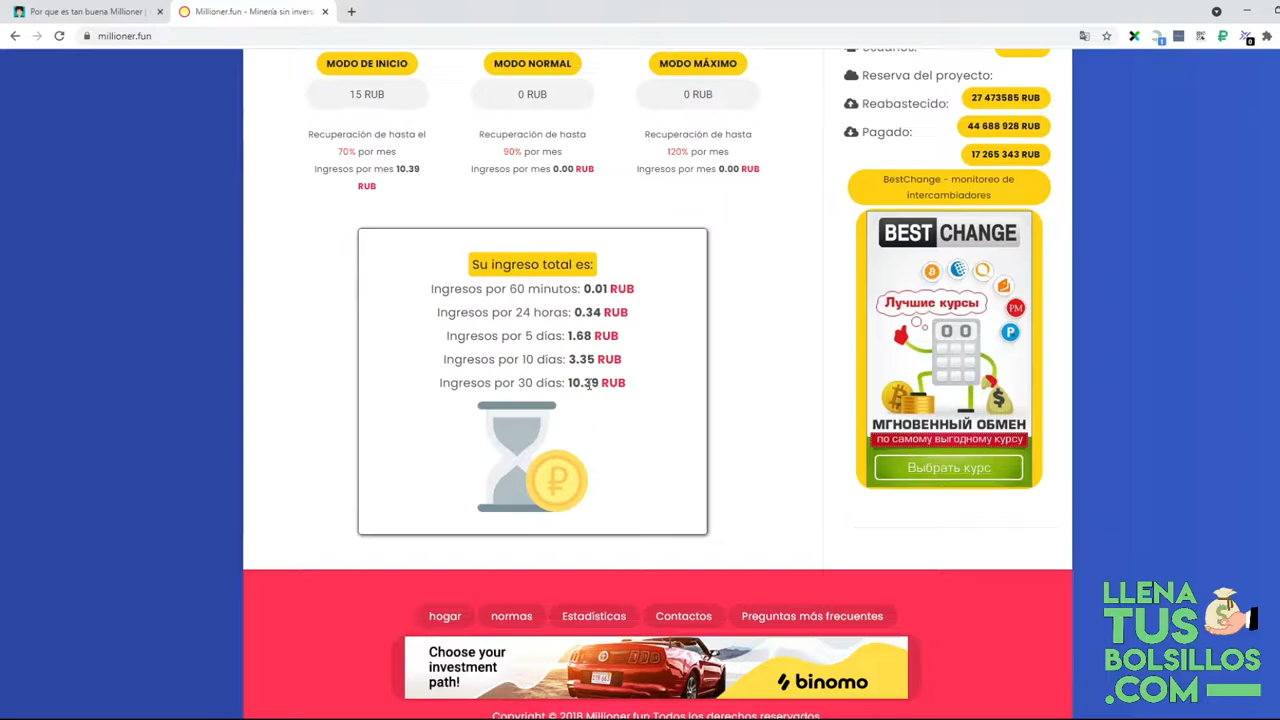 Por que es tan buena Millioner |
Millioner.fun - Minería sin invers
millioner.fun
MODO DE INICIO
MODO NORMAL
MODO MÁXIMO
15 RUB
0 RUB
0 RUB
Recuperación de hasta el
70% por mes
Ingresos por mes 10.39
RUB
Recuperación de hasta
90% por mes
Ingresos por mes 0.00 RUB
Recuperación de hasta
120% por mes
Ingresos por mes 0.00 RUB
Su ingreso total es:
Ingresos por 60 minutos: 0.01 RUB
Ingresos por 24 horas: 0.34 RUB
Ingresos por 5 días: 1.68 RUB
Ingresos por 10 días: 3.35 RUB
Ingresos por 30 días: 10.39 RUB
Reserva del proyecto:
27 473585 RUB
Reabastecido:
44 688 928 RUB
Pagado:
17 265 343 RUB
BestChange - monitoreo de
intercambiadores
BEST CHANGE
Лучшие курсы
PM
МГНОВЕННЫЙ ОБМЕН
по самому выгодному курсу
Выбрать курс
hogar
normas
Estadísticas
Contactos
Preguntas más frecuentes
Choose your
investment
path!
binomo
Copyright © 2018 Millioner.fun Todos los derechos reservados
LLENA
TUS
BOLSILLOS
.COM